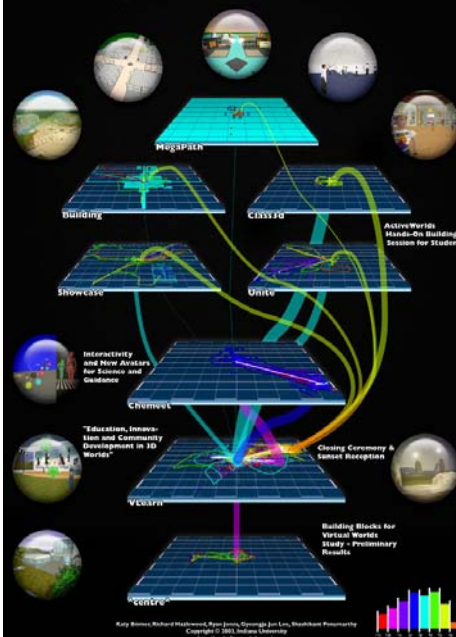 MegaPath
Building
Class3d
ActiveWorlds
Hands-On Building
Session for Studen
Showcase
Unite
Interactivity
and New Avatars
for Science and
Guidance
Chemeet
"Education, Innova-
tion and Community
Development in 3D
Worlds"
Closing Ceremony &
Sunset Reception
VLearn
Building Blocks for
Virtual Worlds
Study - Preliminary
Results
"centre"
Katy Börner, Richard Hazlewood, Ryan Jones, Gyeongja Jun Lee, Shashikant Penumarthy
Copyright © 2003, Indiana University